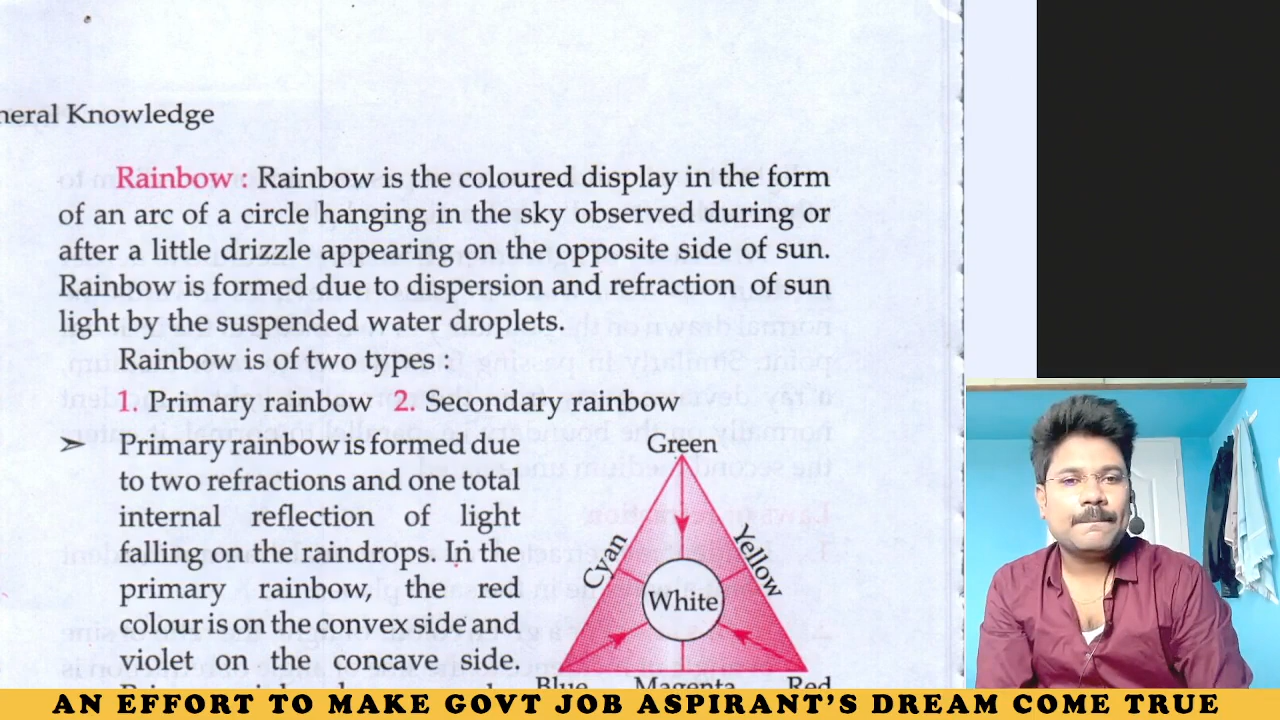 neral Knowledge
Rainbow : Rainbow is the coloured display in the form
of an arc of a circle hanging in the sky observed during or
after a little drizzle appearing on the opposite side of sun.
Rainbow is formed due to dispersion and refraction of sun
light by the suspended water droplets.
Rainbow is of two types :
1. Primary rainbow 2. Secondary rainbow
➢ Primary rainbow is formed due
to two refractions and one total
internal reflection of light
falling on the raindrops. In the
primary rainbow, the red
colour is on the convex side and
violet on the concave side.
Green
Cyan
Yellow
White
Blue Magenta Red
AN EFFORT TO MAKE GOVT JOB ASPIRANT'S DREAM COME TRUE